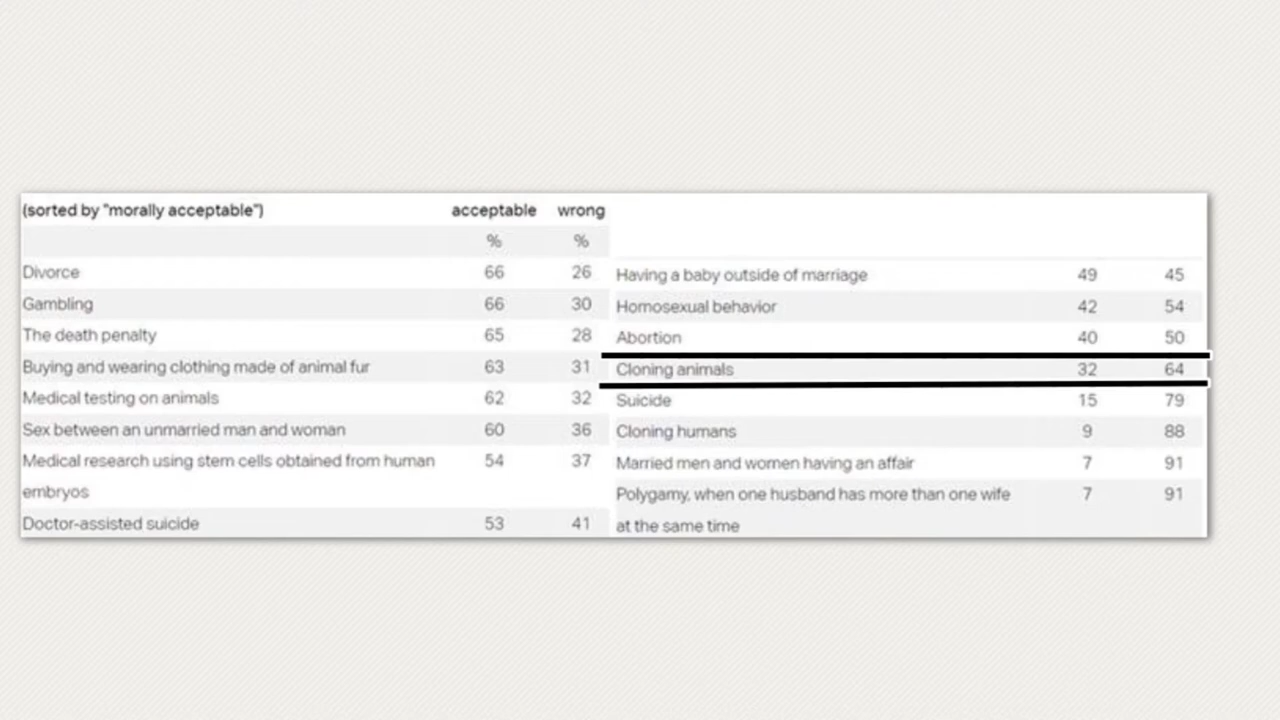 (sorted by "morally acceptable") acceptable wrong
% %
Divorce 66 26
Gambling 66 30
The death penalty 65 28
Buying and wearing clothing made of animal fur 63 31
Medical testing on animals 62 32
Sex between an unmarried man and woman 60 36
Medical research using stem cells obtained from human 54 37
embryos
Doctor-assisted suicide 53 41
Having a baby outside of marriage 49 45
Homosexual behavior 42 54
Abortion 40 50
Cloning animals 32 64
Suicide 15 79
Cloning humans 9 88
Married men and women having an affair 7 91
Polygamy, when one husband has more than one wife 7 91
at the same time